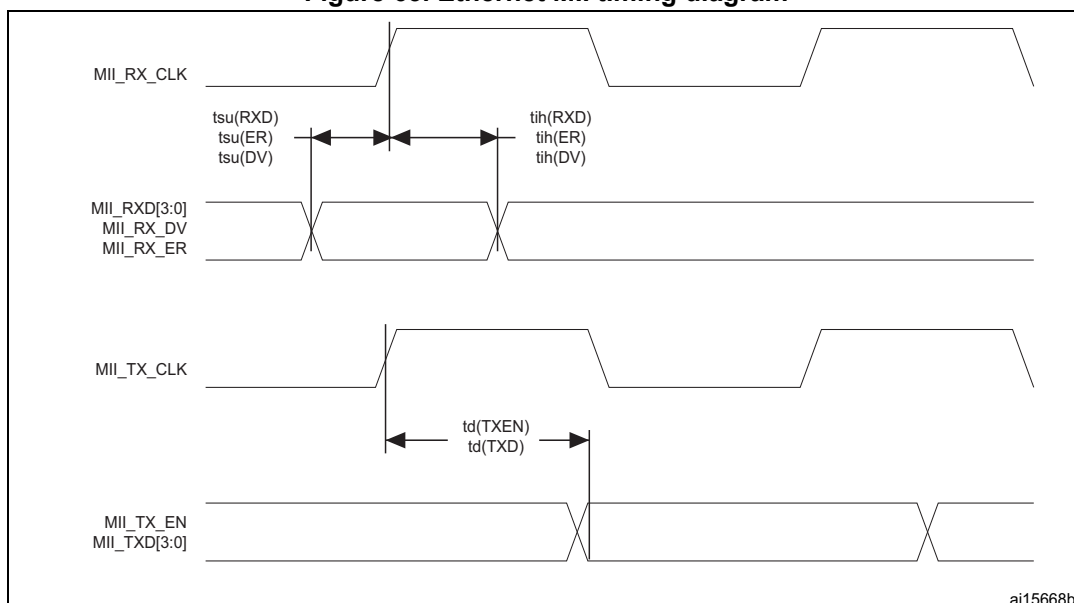 MII_RX_CLK
tsu(RXD)
tsu(ER)
tsu(DV)
tih(RXD)
tih(ER)
tih(DV)
MII_RXD[3:0]
MII_RX_DV
MII_RX_ER
MII_TX_CLK
td(TXEN)
td(TXD)
MII_TX_EN
MII_TXD[3:0]
ai15668b